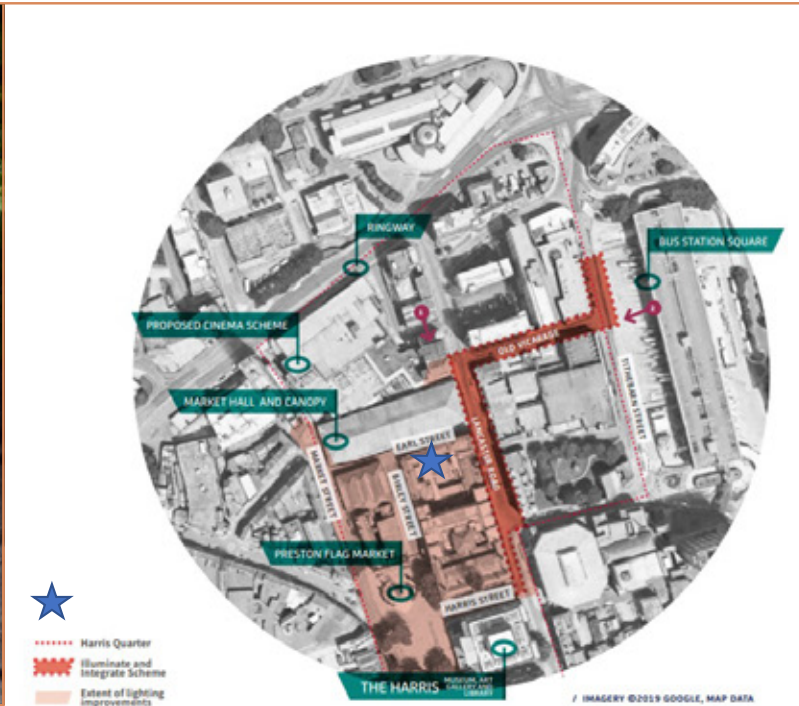 RINGWAY
BUS STATION SQUARE
PROPOSED CINEMA SCHEME
OLD VICARAGE
MARKET HALL AND CANOPY
EARL STREET
LANCASTER ROAD
TITHEBARN STREET
MARKET STREET
BIRLEY STREET
PRESTON FLAG MARKET
HARRIS STREET
THE HARRIS MUSEUM, ART
GALLERY AND
LIBRARY
Harris Quarter
Illuminate and
Integrate Scheme
Extent of lighting
improvements
/ IMAGERY ©2019 GOOGLE, MAP DATA